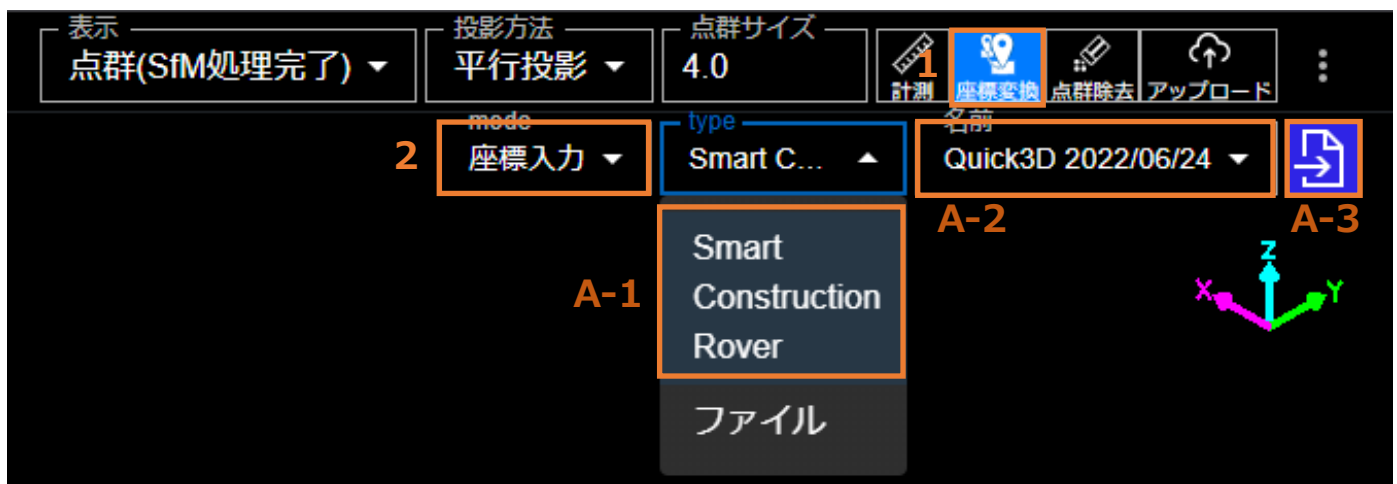 表示
点群(SfM処理完了)
投影方法
平行投影
点群サイズ
4.0
計測
1
座標変換
点群除去
アップロード
2
mode
座標入力
type
Smart C...
名前
Quick3D 2022/06/24
A-2
A-3
A-1
Smart
Construction
Rover
ファイル
Z
X
Y